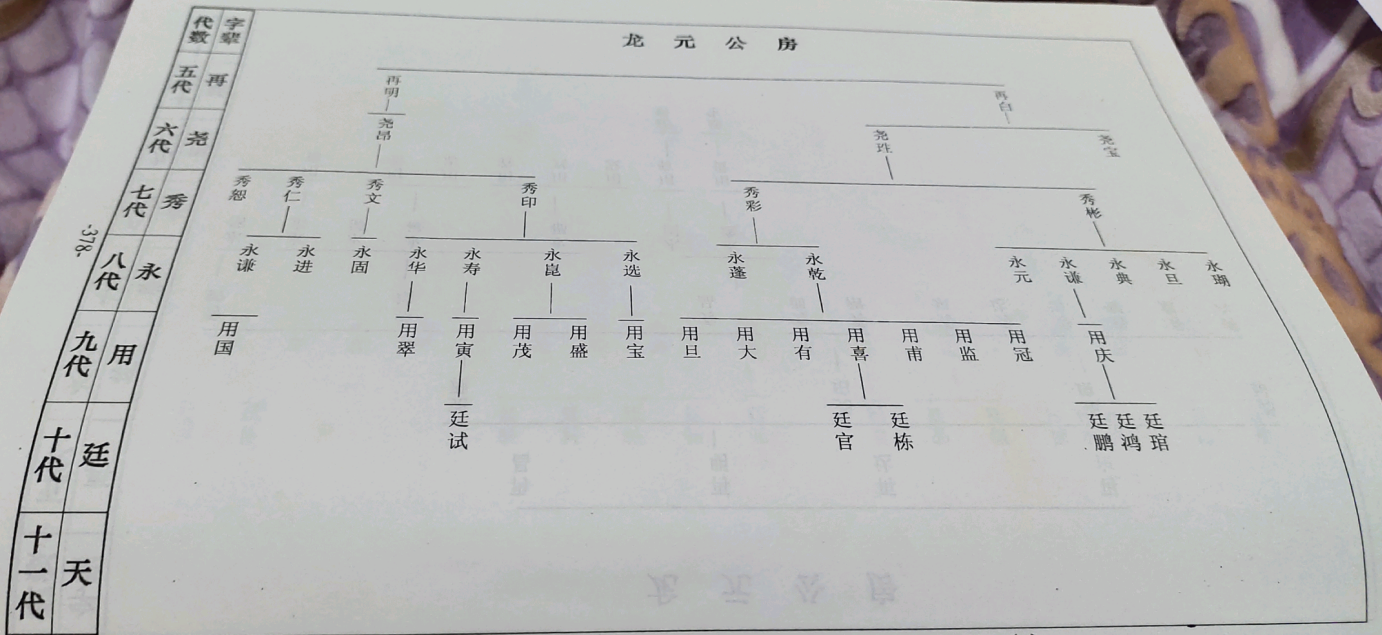 龙元公房
代数 字辈
五代 再
六代 尧
七代 秀
八代 永
九代 用
十代 廷
十一代 天
-378-
再明 再白
尧昂 尧珄 尧宝
秀恕 秀仁 秀文 秀印 秀彩 秀彬
永谦 永进 永固 永华 永寿 永崑 永选 永蓬 永乾 永元 永谦 永典 永旦 永瑚
用国 用翠 用寅 用茂 用盛 用宝 用旦 用大 用有 用喜 用甫 用监 用冠 用庆
廷试 廷官 廷栋 廷鹏 廷鸿 廷琯